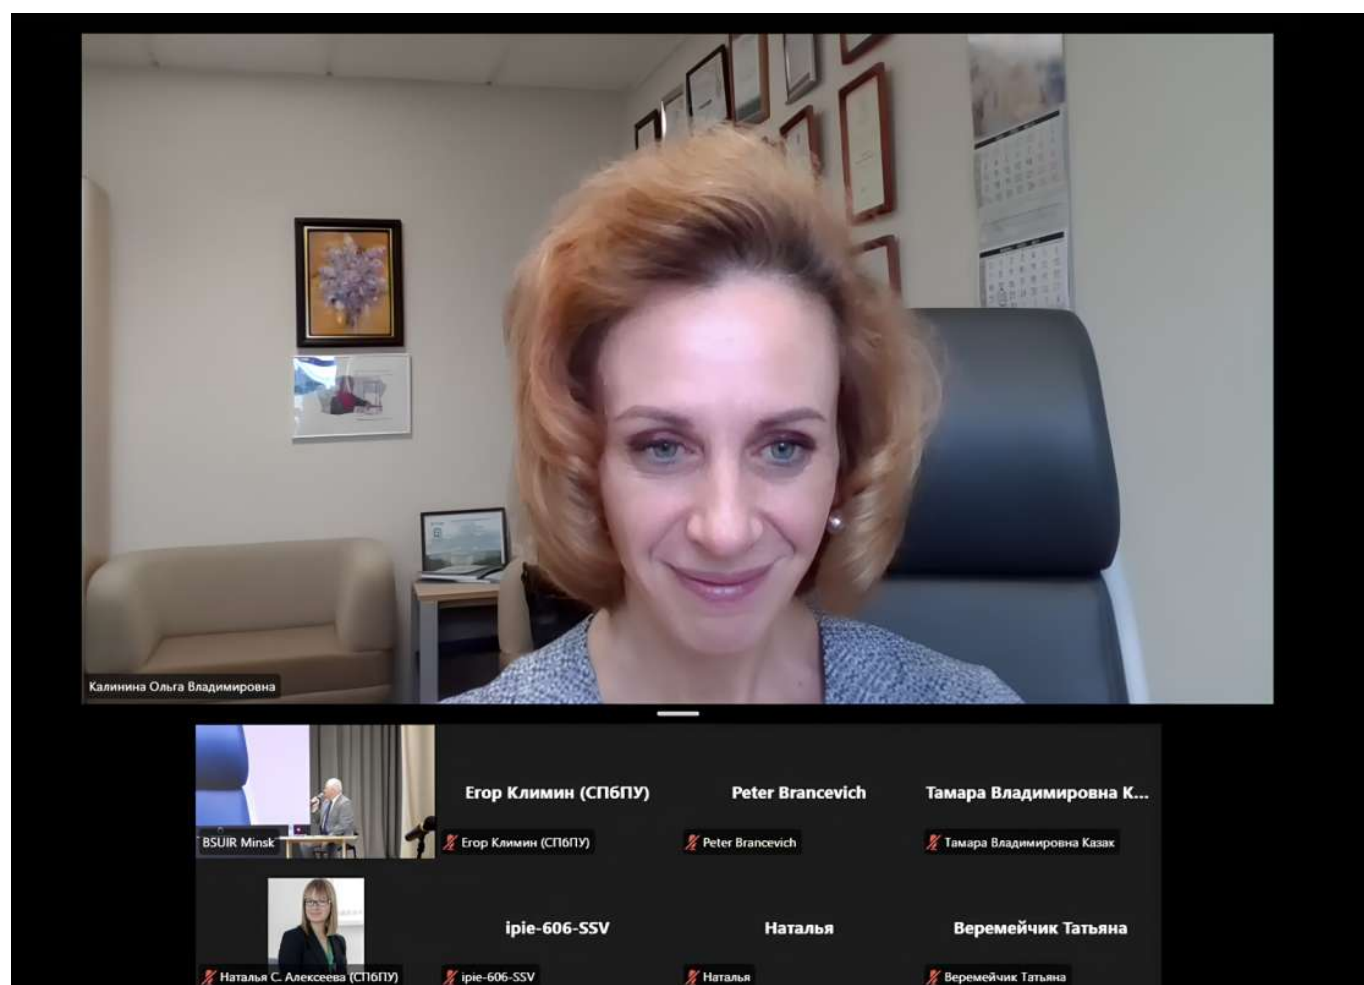 Калинина Ольга Владимировна
BSUIR Minsk
Егор Климин (СПбПУ)
Егор Климин (СПбПУ)
Peter Brancevich
Peter Brancevich
Тамара Владимировна К...
Тамара Владимировна Казак
Наталья С. Алексеева (СПбПУ)
ipie-606-SSV
ipie-606-SSV
Наталья
Наталья
Веремейчик Татьяна
Веремейчик Татьяна